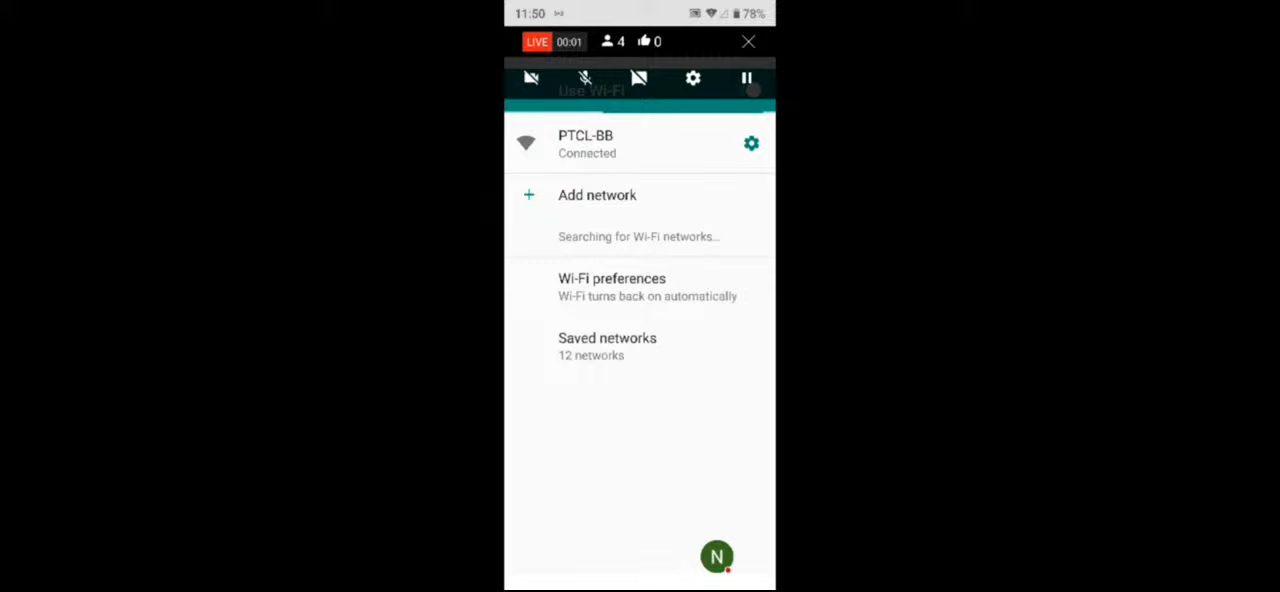 11:50 78%
LIVE 00:01 4 0
Use Wi-Fi
PTCL-BB
Connected
Add network
Searching for Wi-Fi networks...
Wi-Fi preferences
Wi-Fi turns back on automatically
Saved networks
12 networks
N